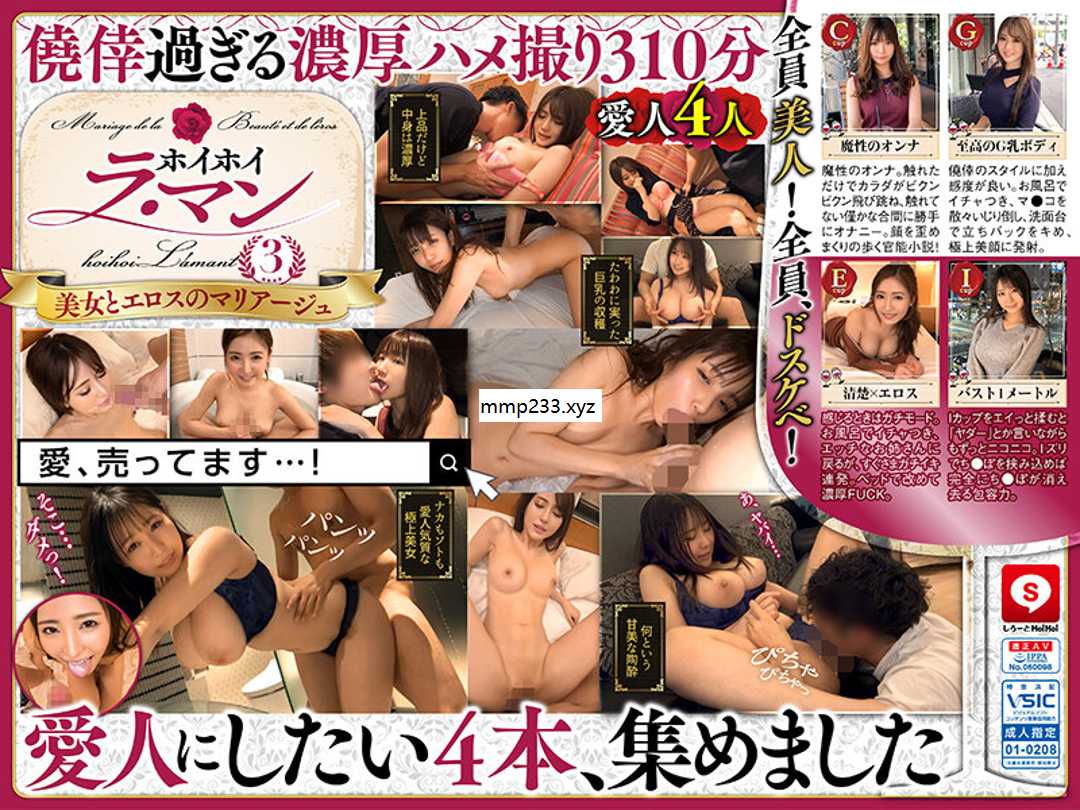 僥倖過ぎる濃厚ハメ撮り310分
愛人4人
Mariage de la Beauté et de l'éros
ホイホイ
ラ・マン
hoihoi-L'amant
3
美女とエロスのマリアージュ
上品だけど
中身は濃厚
たわわに実った
巨乳の収穫
mmp233.xyz
愛、売ってます…!
そこ…
ダメっ!
パンッ
パンッ
ナカもソトも
愛人気質な
極上美女
何という
甘美な陶酔
あ、ヤバイ…
ぴちゃ
ぴちゃっ
全員美人!全員、ドスケベ!
C
cup
魔性のオンナ
魔性のオンナ。触れた
だけでカラダがビクン
ビクン飛び跳ね、触れて
ない僅かな合間に勝手
にオナニー。顔を歪め
まくりの歩く官能小説!
G
cup
至高のG乳ボディ
僥倖のスタイルに加え
感度が良い。お風呂で
イチャつき、マ●コを
散々いじり倒し、洗面台
で立ちバックをキメ、
極上美顔に発射。
E
cup
清楚×エロス
感じるときはガチモード。
お風呂でイチャつき、
エッチなお姉さんに
戻るが、すぐさまガチイキ
連発。ベッドで改めて
濃厚FUCK。
I
cup
バスト1メートル
Iカップをエイっと揉むと
「ヤダー」とか言いながら
もずっとニコニコ。Iズリ
でち●ぽを挟み込めば
完全にち●ぽが消え
去る包容力。
S
しろーとHoiHoi
適正AV
IPPA
No.060098
VSIC
成人指定
01-0208
愛人にしたい4本、集めました